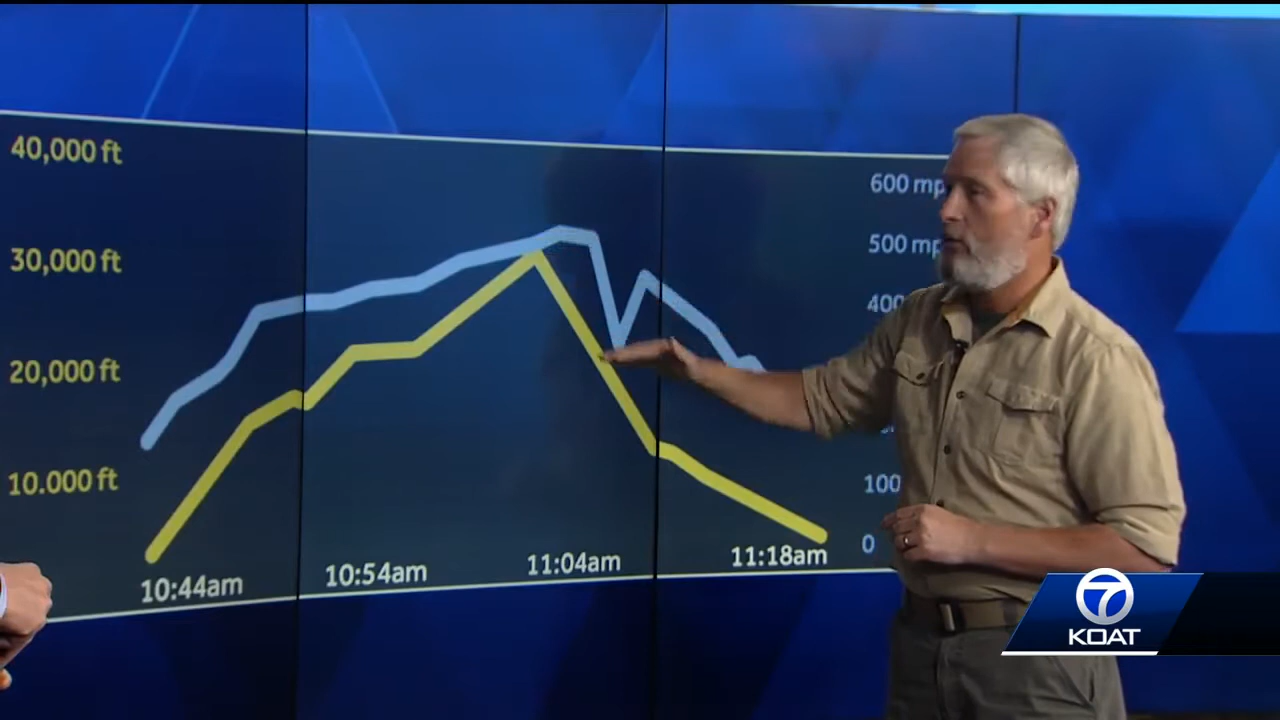 40,000 ft
30,000 ft
20,000 ft
10.000 ft
600 mp
500 mp
400
100
0
10:44am
10:54am
11:04am
11:18am
7
KOAT